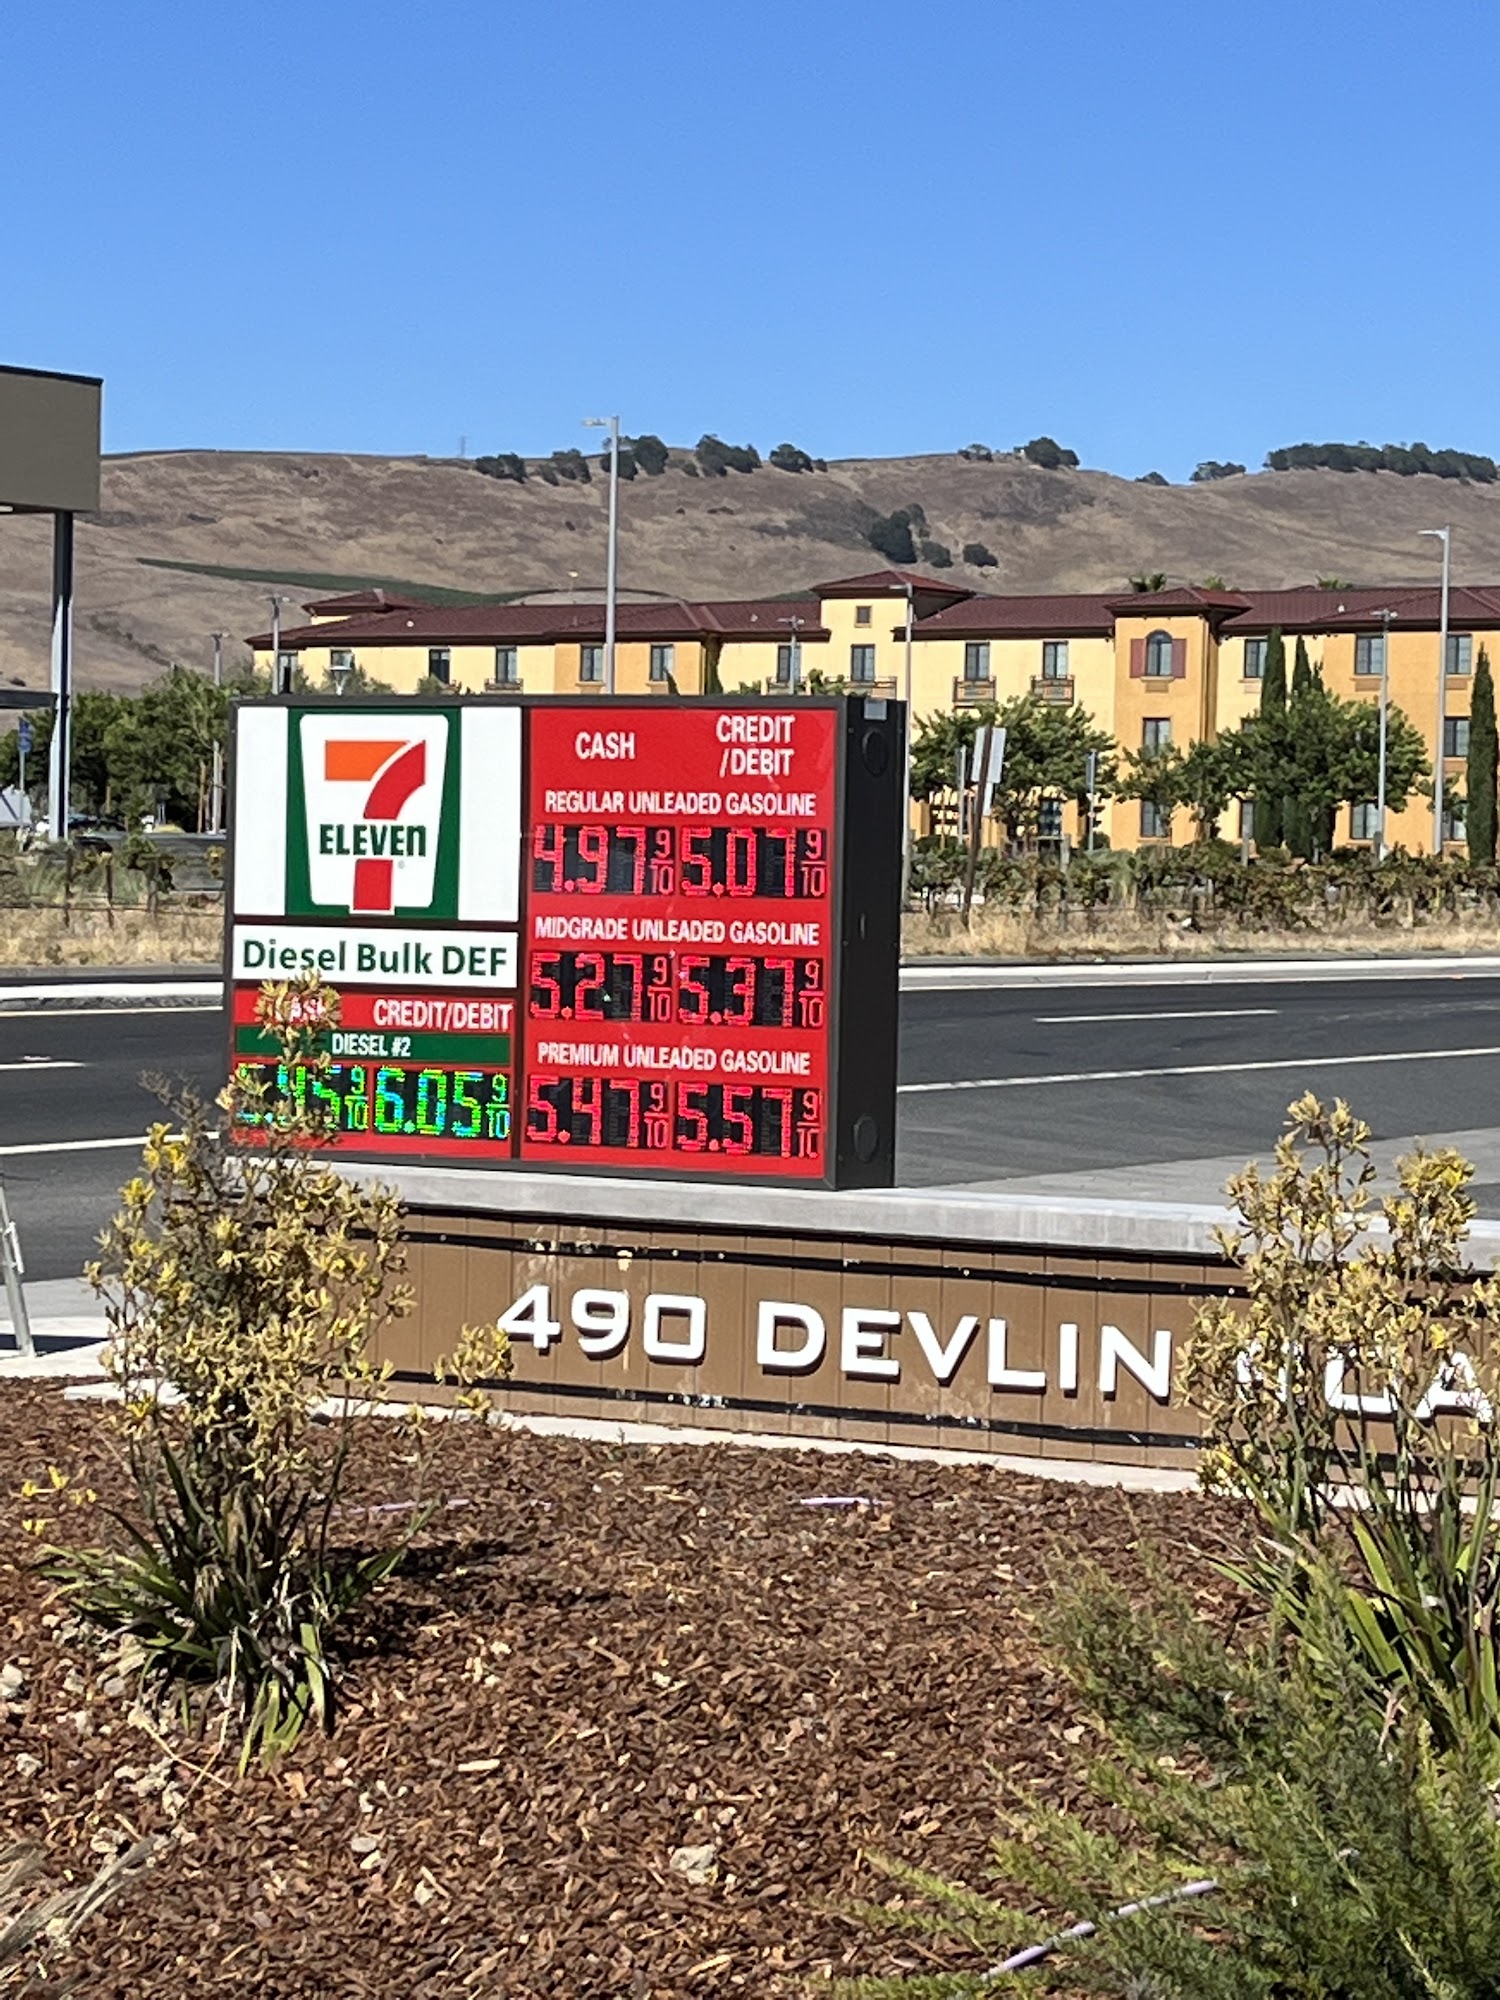 7
ELEVEN
Diesel Bulk DEF
CREDIT/DEBIT
DIESEL #2
6.05 9/10
CASH
CREDIT
/DEBIT
REGULAR UNLEADED GASOLINE
4.97 9/10 5.07 9/10
MIDGRADE UNLEADED GASOLINE
5.27 9/10 5.37 9/10
PREMIUM UNLEADED GASOLINE
5.47 9/10 5.57 9/10
490 DEVLIN